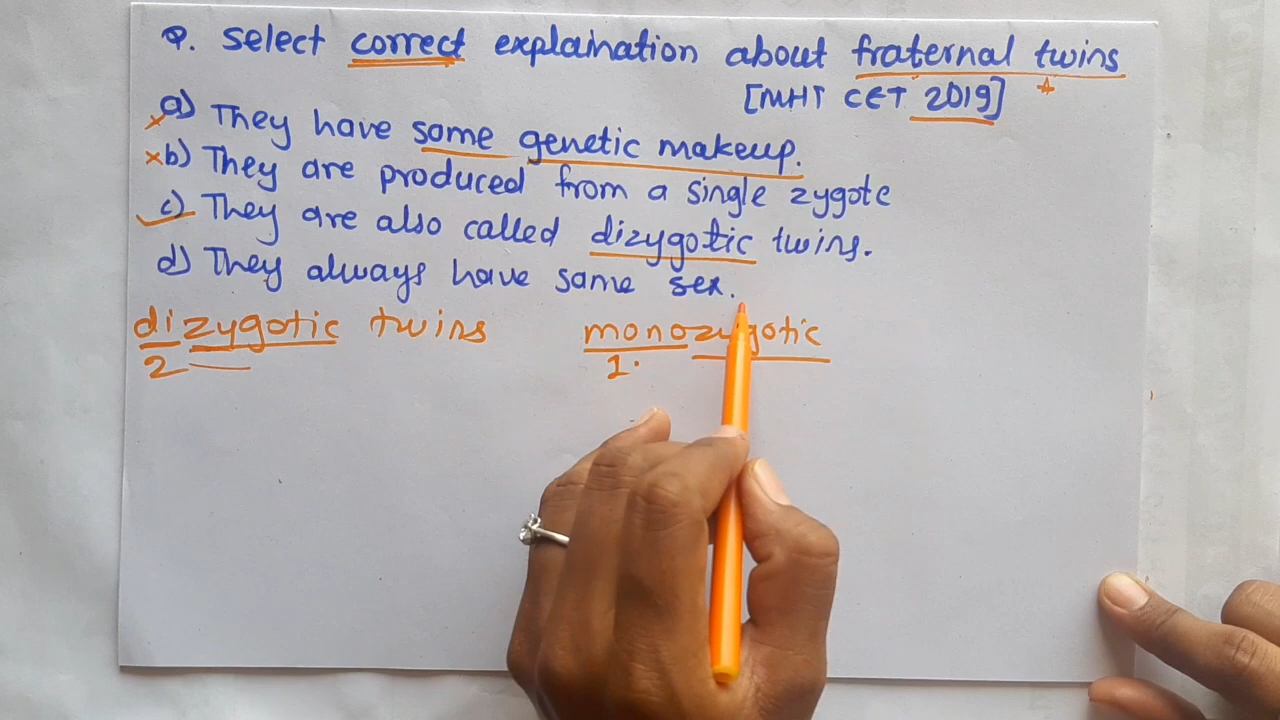 Q. select correct explaination about fraternal twins
[MHT CET 2019]
a) They have same genetic makeup.
b) They are produced from a single zygote
c) They are also called dizygotic twins.
d) They always have same sex.
dizygotic twins monozygotic
2 1.